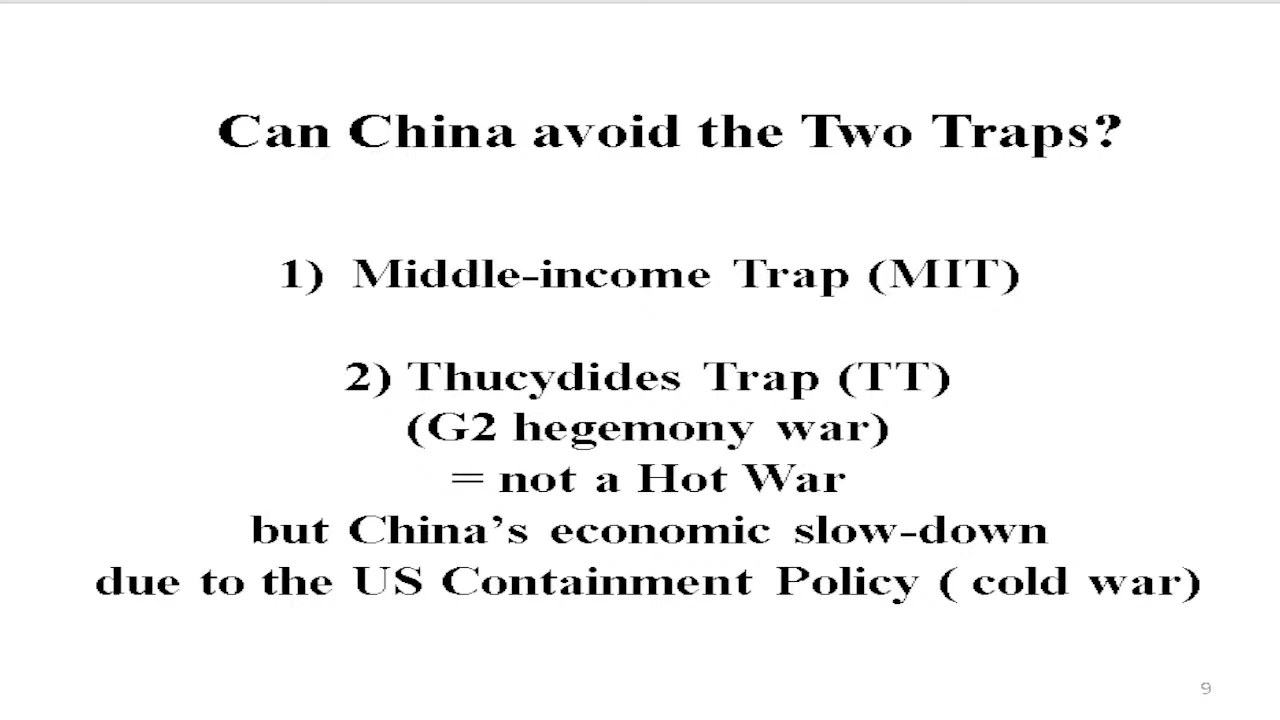 Can China avoid the Two Traps?
1) Middle-income Trap (MIT)
2) Thucydides Trap (TT)
(G2 hegemony war)
= not a Hot War
but China’s economic slow-down
due to the US Containment Policy ( cold war)
9